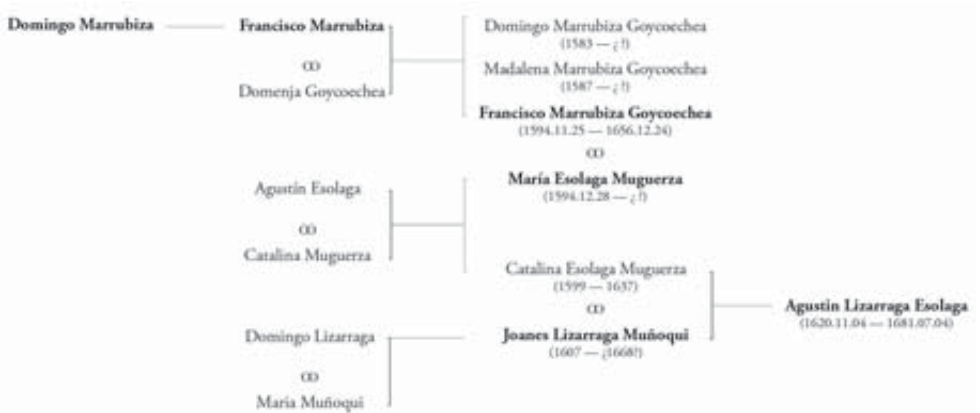 Domingo Marrubiza
Francisco Marrubiza
∞
Domenja Goycoechea
Domingo Marrubiza Goycoechea
(1583 — ¿?)
Madalena Marrubiza Goycoechea
(1587 — ¿?)
Francisco Marrubiza Goycoechea
(1594.11.25 — 1656.12.24)
∞
María Esolaga Muguerza
(1594.12.28 — ¿?)
Agustín Esolaga
∞
Catalina Muguerza
Catalina Esolaga Muguerza
(1599 — 1637)
∞
Joanes Lizarraga Muñoqui
(1607 — ¿1668?)
Domingo Lizarraga
∞
Maria Muñoqui
Agustin Lizarraga Esolaga
(1620.11.04 — 1681.07.04)